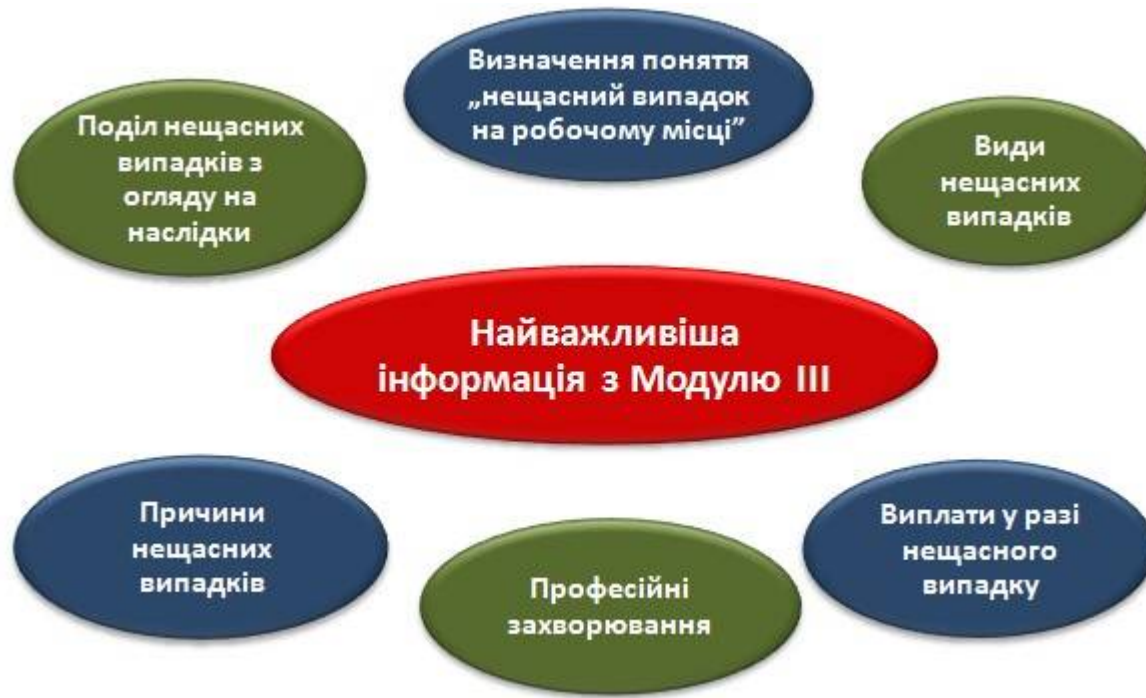 Визначення поняття
„нещасний випадок
на робочому місці”
Поділ нещасних
випадків з
огляду на
наслідки
Види
нещасних
випадків
Найважливіша
інформація з Модулю III
Причини
нещасних
випадків
Професійні
захворювання
Виплати у разі
нещасного
випадку